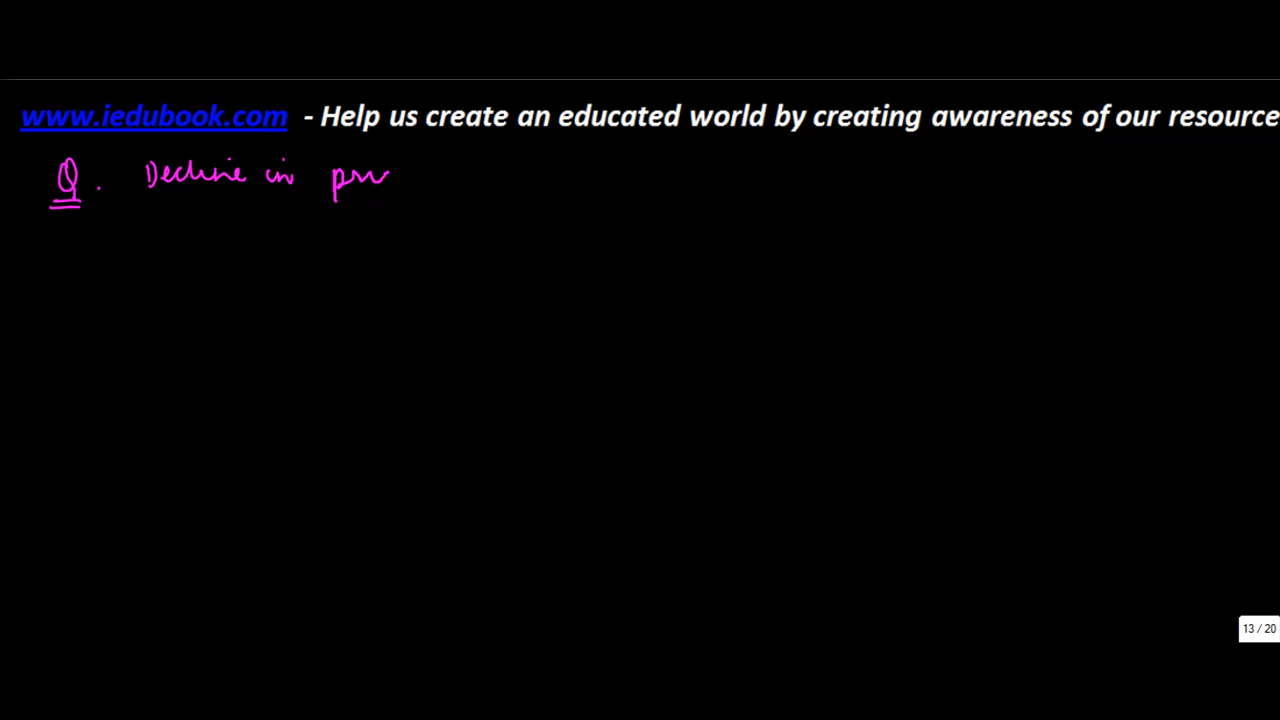 www.iedubook.com - Help us create an educated world by creating awareness of our resource
Q. Decline in
13 / 20